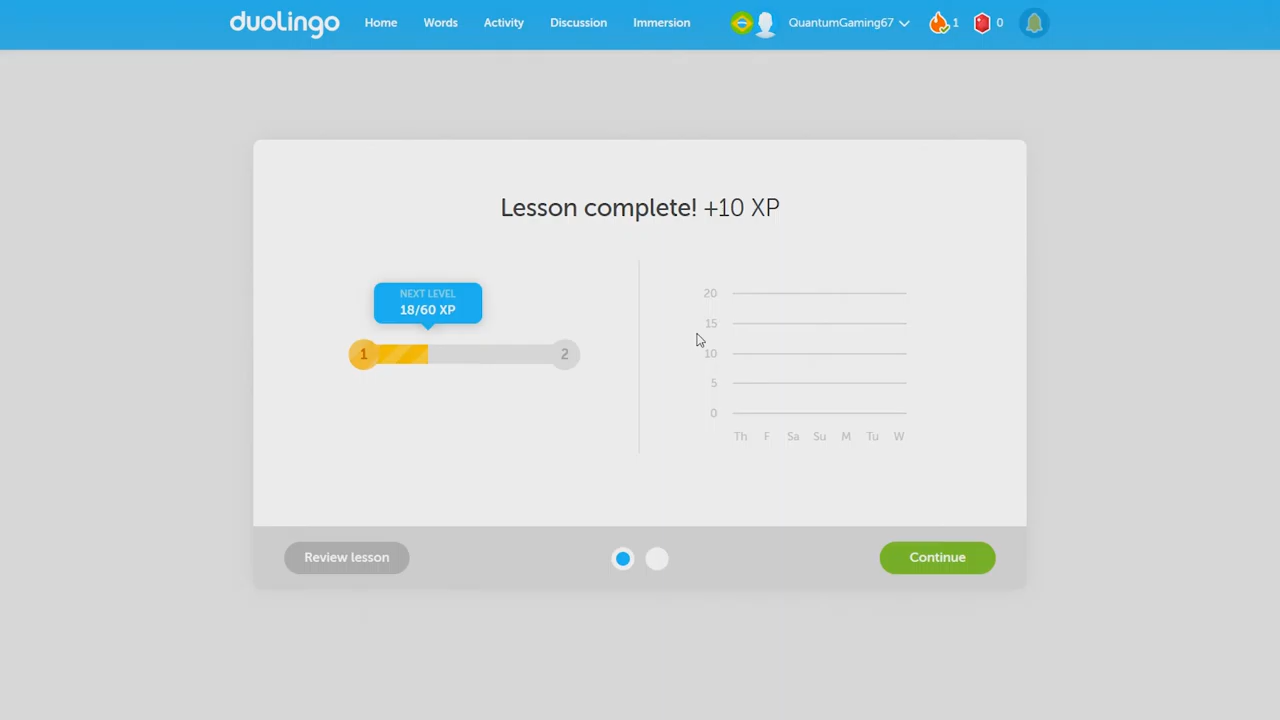 duolingo Home Words Activity Discussion Immersion QuantumGaming67 1 0
Lesson complete! +10 XP
NEXT LEVEL
18/60 XP
1 2
20
15
10
5
0
Th F Sa Su M Tu W
Review lesson Continue